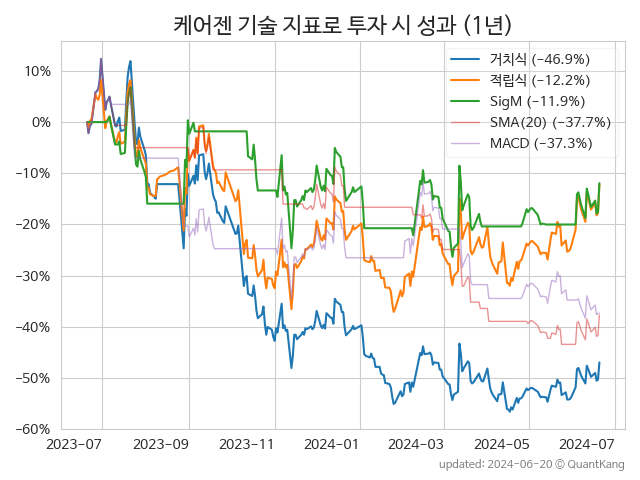 케어젠 기술 지표로 투자 시 성과 (1년)
거치식 (−46.9%)
적립식 (−12.2%)
SigM (−11.9%)
SMA(20) (−37.7%)
MACD (−37.3%)
10%
0%
−10%
−20%
−30%
−40%
−50%
−60%
2023−07 2023−09 2023−11 2024−01 2024−03 2024−05 2024−07
updated: 2024−06−20 © QuantKang